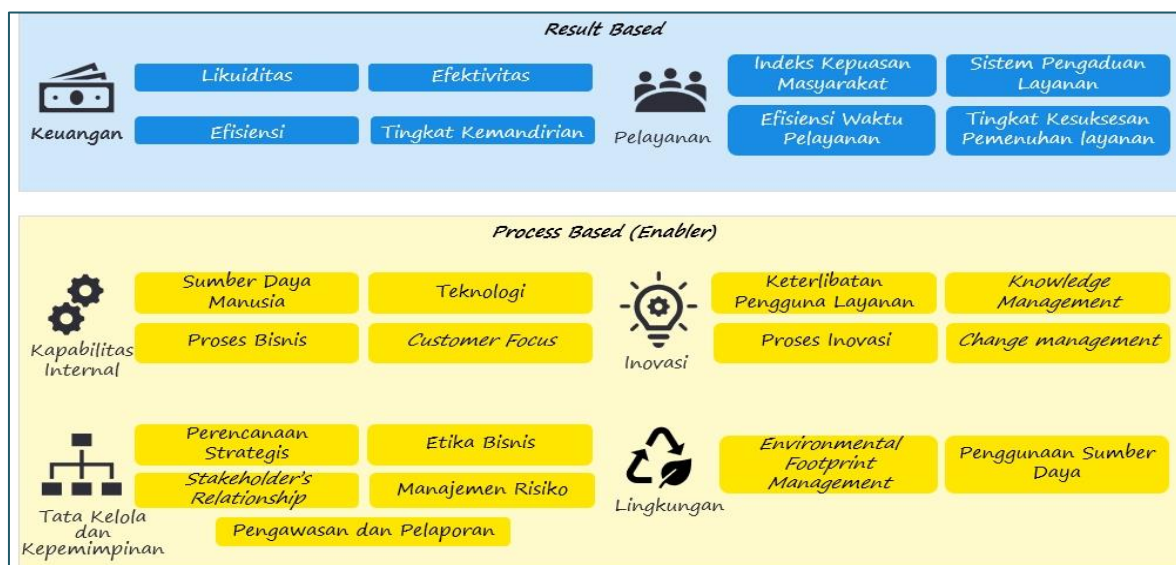 Result Based
Keuangan
Likuiditas
Efektivitas
Efisiensi
Tingkat Kemandirian
Pelayanan
Indeks Kepuasan
Masyarakat
Sistem Pengaduan
Layanan
Efisiensi Waktu
Pelayanan
Tingkat Kesuksesan
Pemenuhan layanan
Process Based (Enabler)
Kapabilitas
Internal
Sumber Daya
Manusia
Teknologi
Proses Bisnis
Customer Focus
Inovasi
Keterlibatan
Pengguna Layanan
Knowledge
Management
Proses Inovasi
Change management
Tata Kelola
dan
Kepemimpinan
Perencanaan
Strategis
Etika Bisnis
Stakeholder's
Relationship
Manajemen Risiko
Pengawasan dan Pelaporan
Lingkungan
Environmental
Footprint
Management
Penggunaan Sumber
Daya